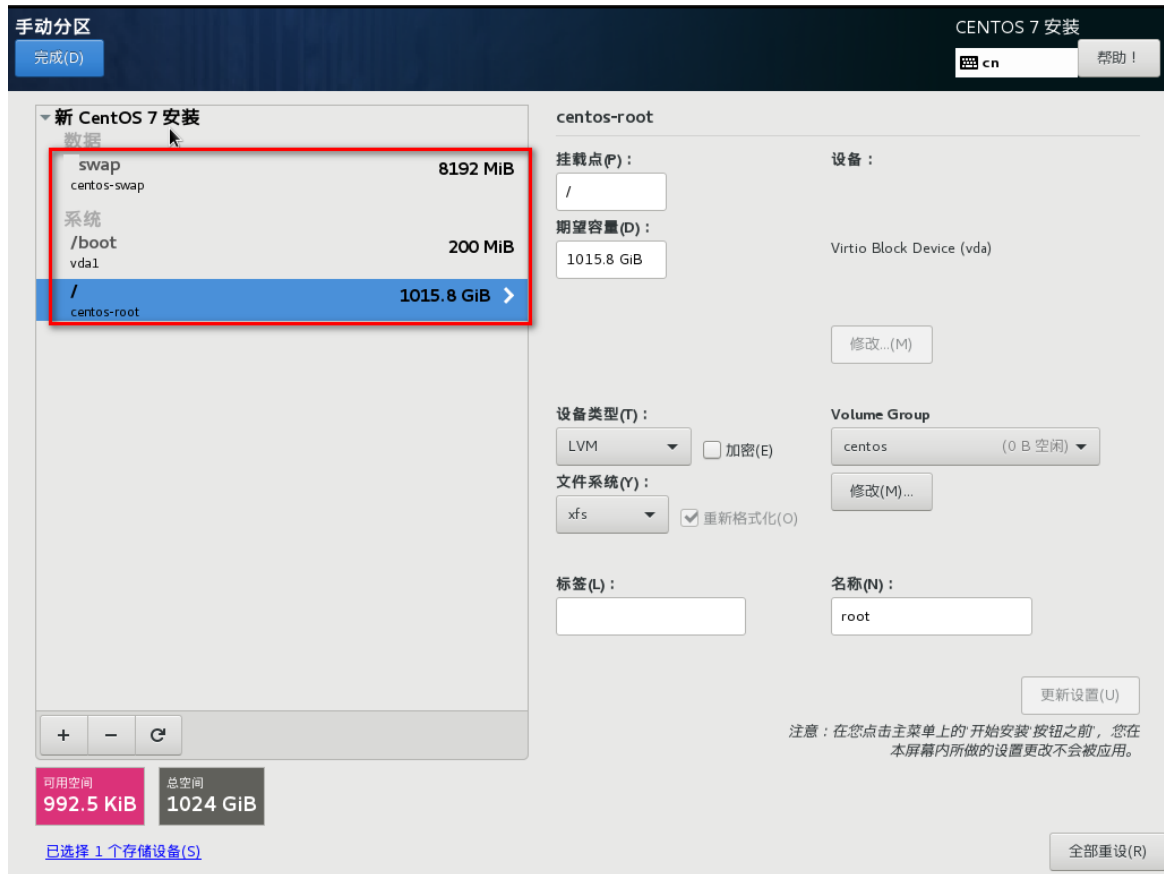 手动分区
CENTOS 7 安装
完成(D)
cn
帮助！
新 CentOS 7 安装
数据
swap
8192 MiB
centos-swap
系统
/boot
200 MiB
vda1
/
1015.8 GiB
centos-root
centos-root
挂载点(P)：
设备：
/
期望容量(D)：
1015.8 GiB
Virtio Block Device (vda)
修改...(M)
设备类型(T)：
Volume Group
LVM
加密(E)
centos
(0 B 空闲)
文件系统(Y)：
修改(M)...
xfs
重新格式化(O)
标签(L)：
名称(N)：
root
更新设置(U)
注意：在您点击主菜单上的'开始安装'按钮之前，您在
本屏幕内所做的设置更改不会被应用。
可用空间
992.5 KiB
总空间
1024 GiB
已选择 1 个存储设备(S)
全部重设(R)